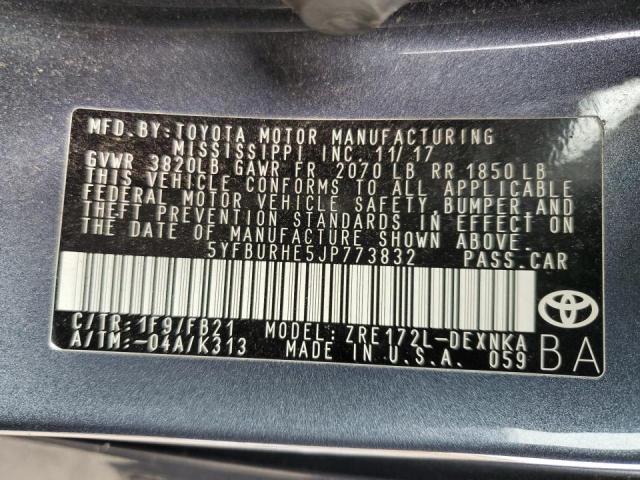 MFD. BY: TOYOTA MOTOR MANUFACTURING
MISSISSIPPI INC. 11/17
GVWR 3820LB GAWR FR 2070 LB RR 1850 LB
THIS VEHICLE CONFORMS TO ALL APPLICABLE
FEDERAL MOTOR VEHICLE SAFETY, BUMPER AND
THEFT PREVENTION STANDARDS IN EFFECT ON
THE DATE OF MANUFACTURE SHOWN ABOVE.
5YFBURHE5JP773832 PASS.CAR
C/TR: 1F9/FB21 MODEL: ZRE172L-DEXNKA
A/TM: -04A/K313 MADE IN U.S.A. 059 BA